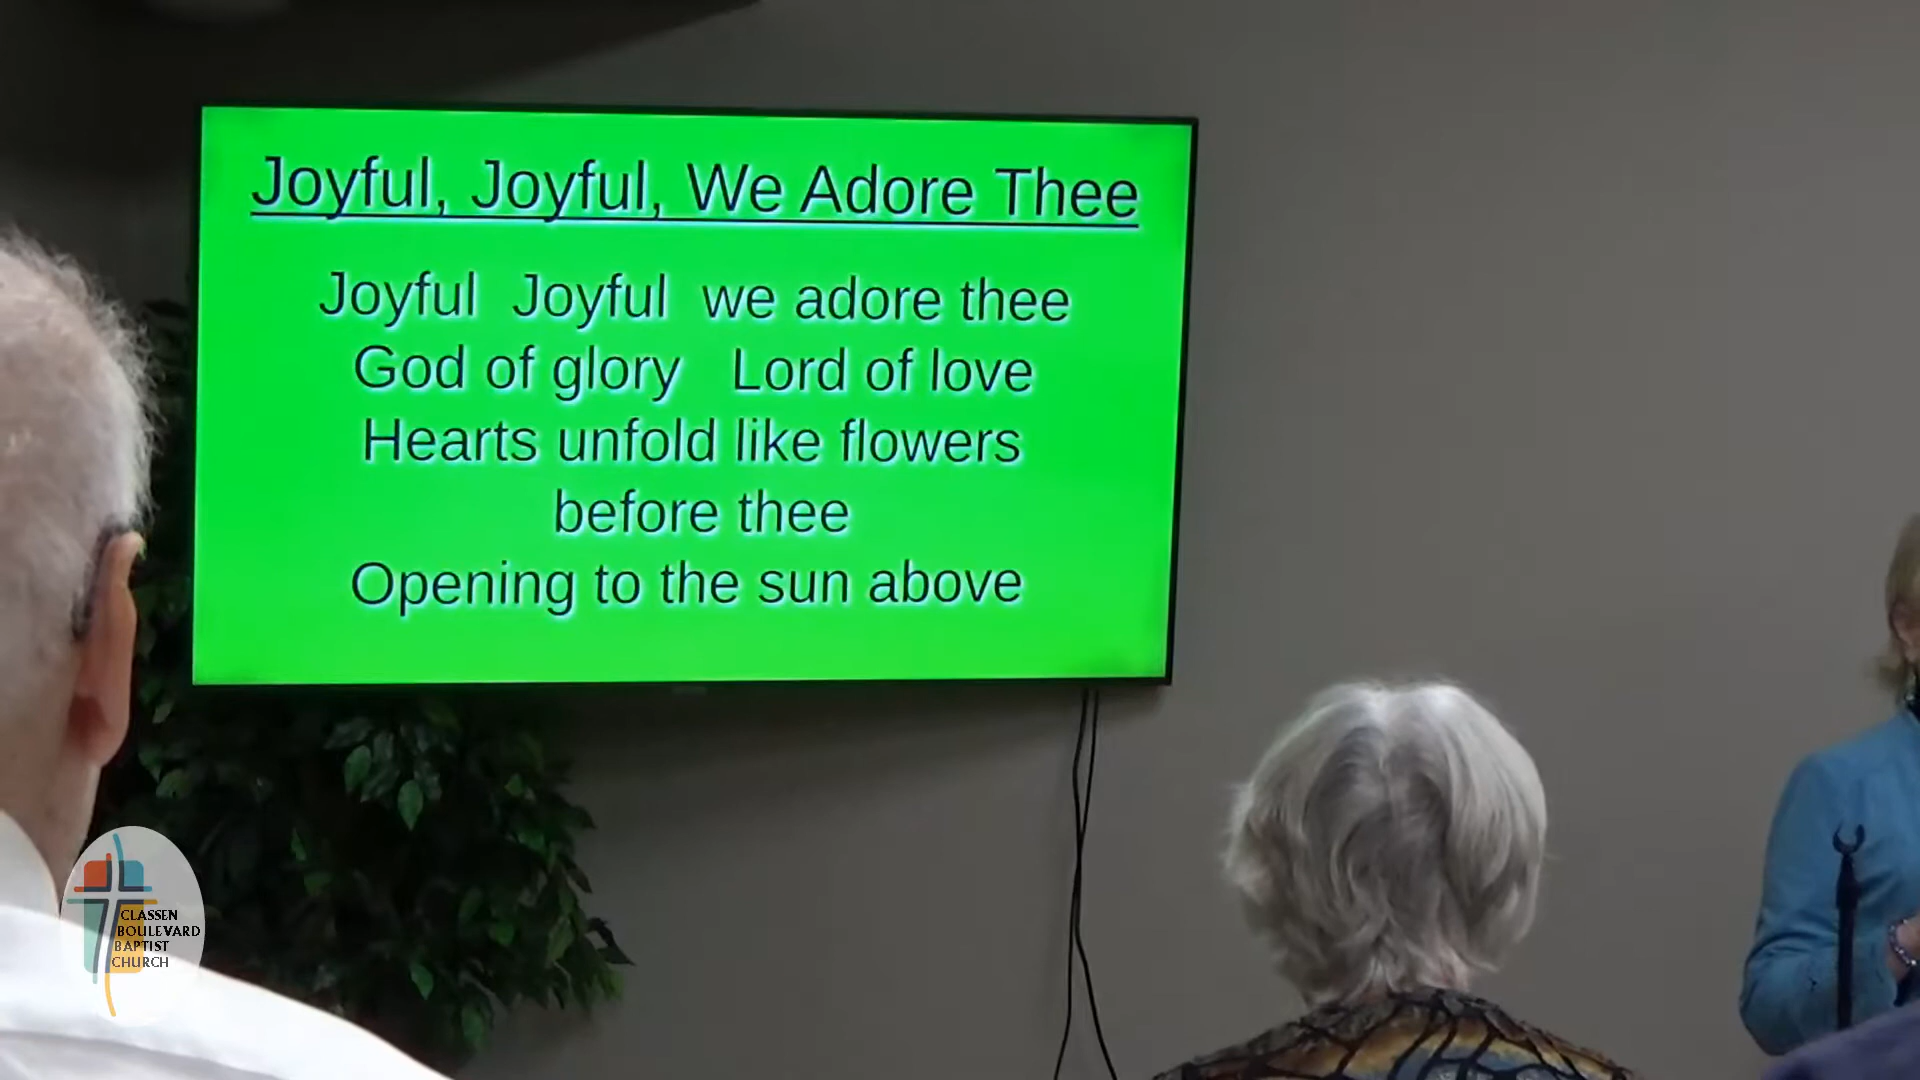 Joyful, Joyful, We Adore Thee
Joyful Joyful we adore thee
God of glory Lord of love
Hearts unfold like flowers
before thee
Opening to the sun above
CLASSEN
BOULEVARD
BAPTIST
CHURCH